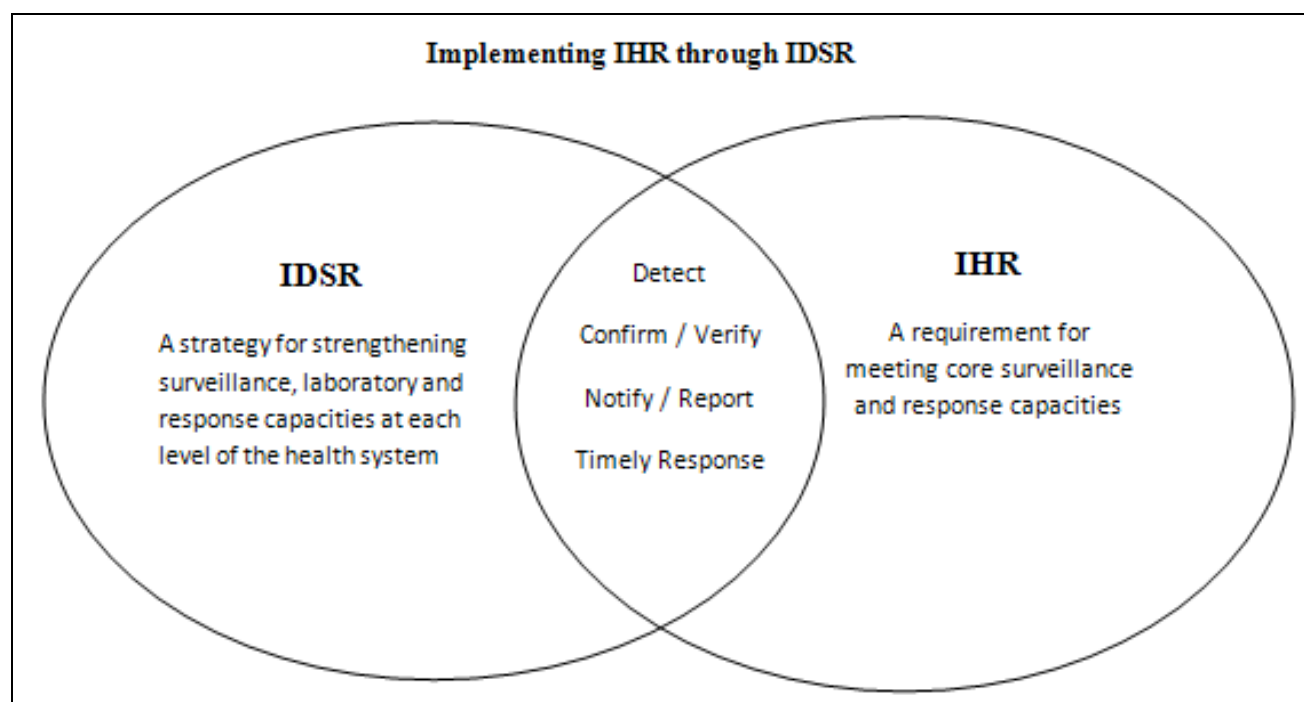 Implementing IHR through IDSR
IDSR
A strategy for strengthening
surveillance, laboratory and
response capacities at each
level of the health system
Detect
Confirm / Verify
Notify / Report
Timely Response
IHR
A requirement for
meeting core surveillance
and response capacities